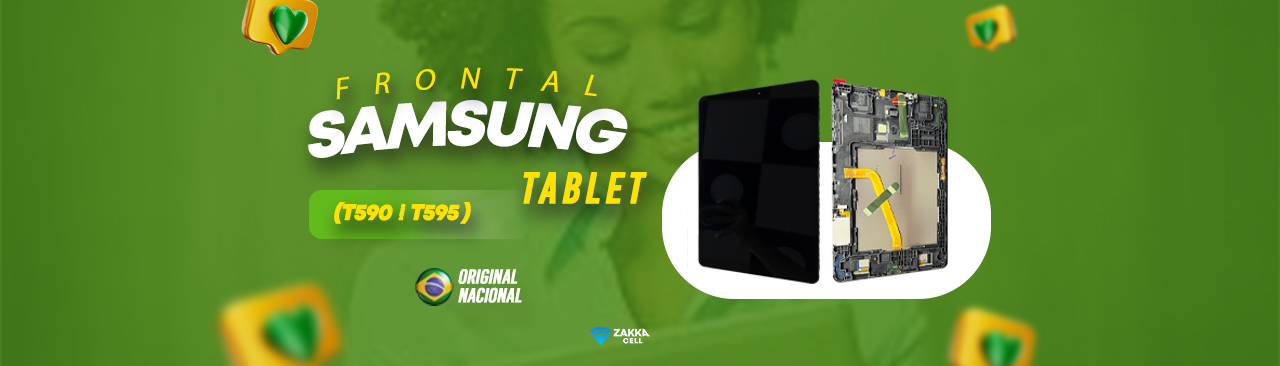 FRONTAL
SAMSUNG
TABLET
(T590 ! T595)
ORIGINAL
NACIONAL
ZAKKA
CELL